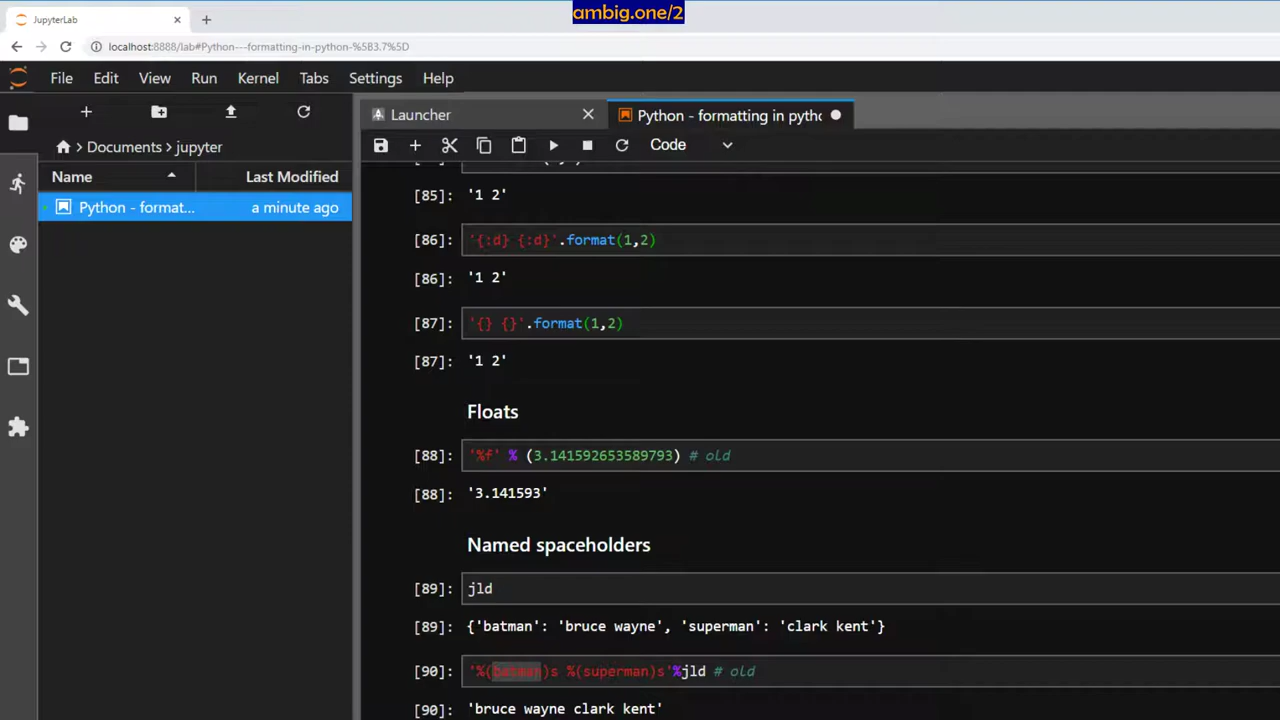 ambig.one/2
JupyterLab
localhost:8888/lab#Python---formatting-in-python-%5B3.7%5D
File Edit View Run Kernel Tabs Settings Help
Launcher
Python - formatting in pytho
Code
Documents > jupyter
Name Last Modified
Python - format... a minute ago
[85]: '1 2'
[86]: '{:d} {:d}'.format(1,2)
[86]: '1 2'
[87]: '{} {}'.format(1,2)
[87]: '1 2'
Floats
[88]: '%f' % (3.141592653589793) # old
[88]: '3.141593'
Named spaceholders
[89]: jld
[89]: {'batman': 'bruce wayne', 'superman': 'clark kent'}
[90]: '%(batman)s %(superman)s'%jld # old
[90]: 'bruce wayne clark kent'